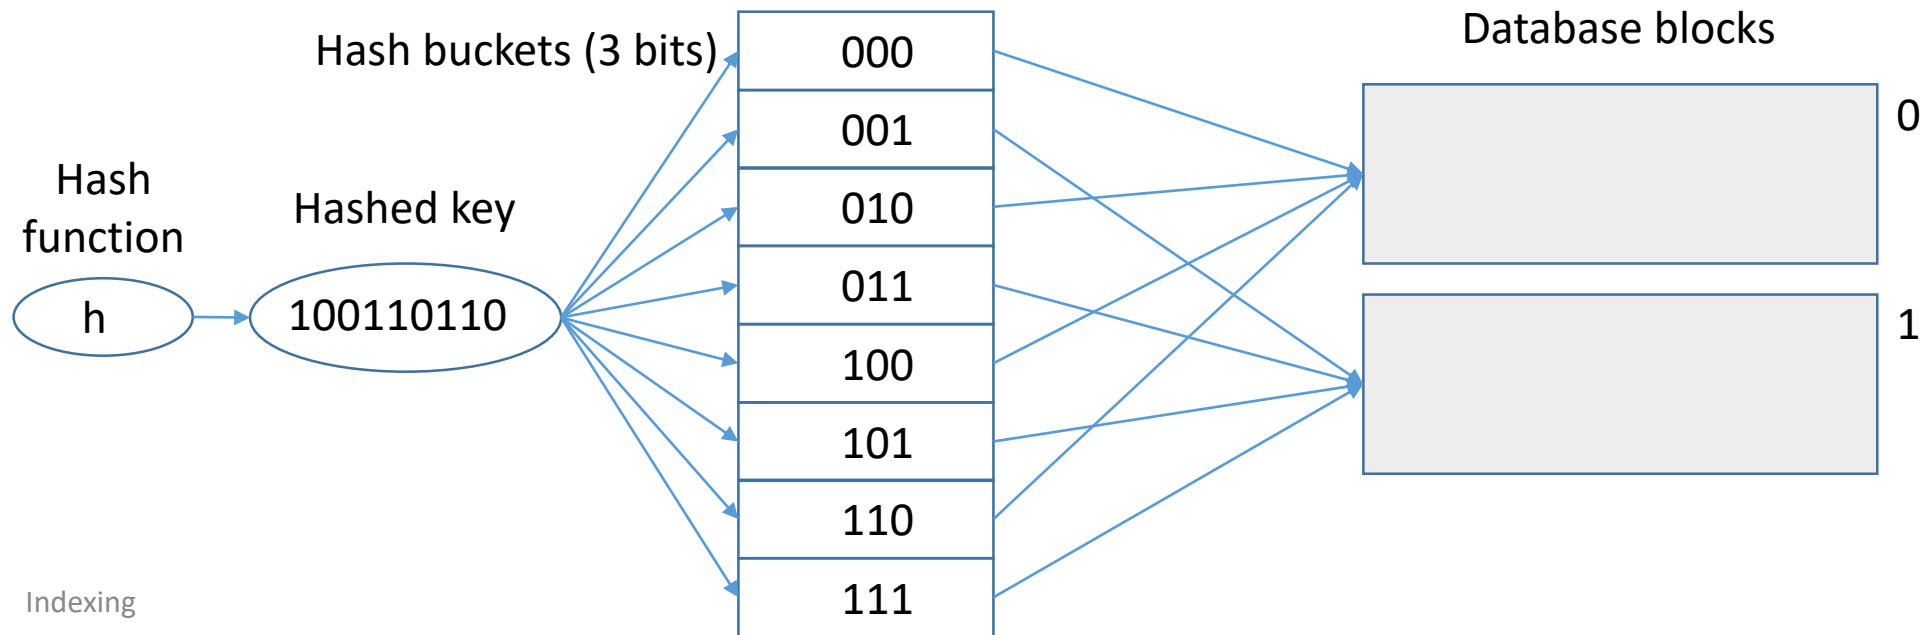 Hash buckets (3 bits)
Database blocks
Hash
function
Hashed key
h
100110110
000
001
010
011
100
101
110
111
0
1
Indexing